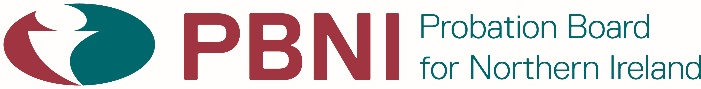 PBNI
Probation Board
for Northern Ireland